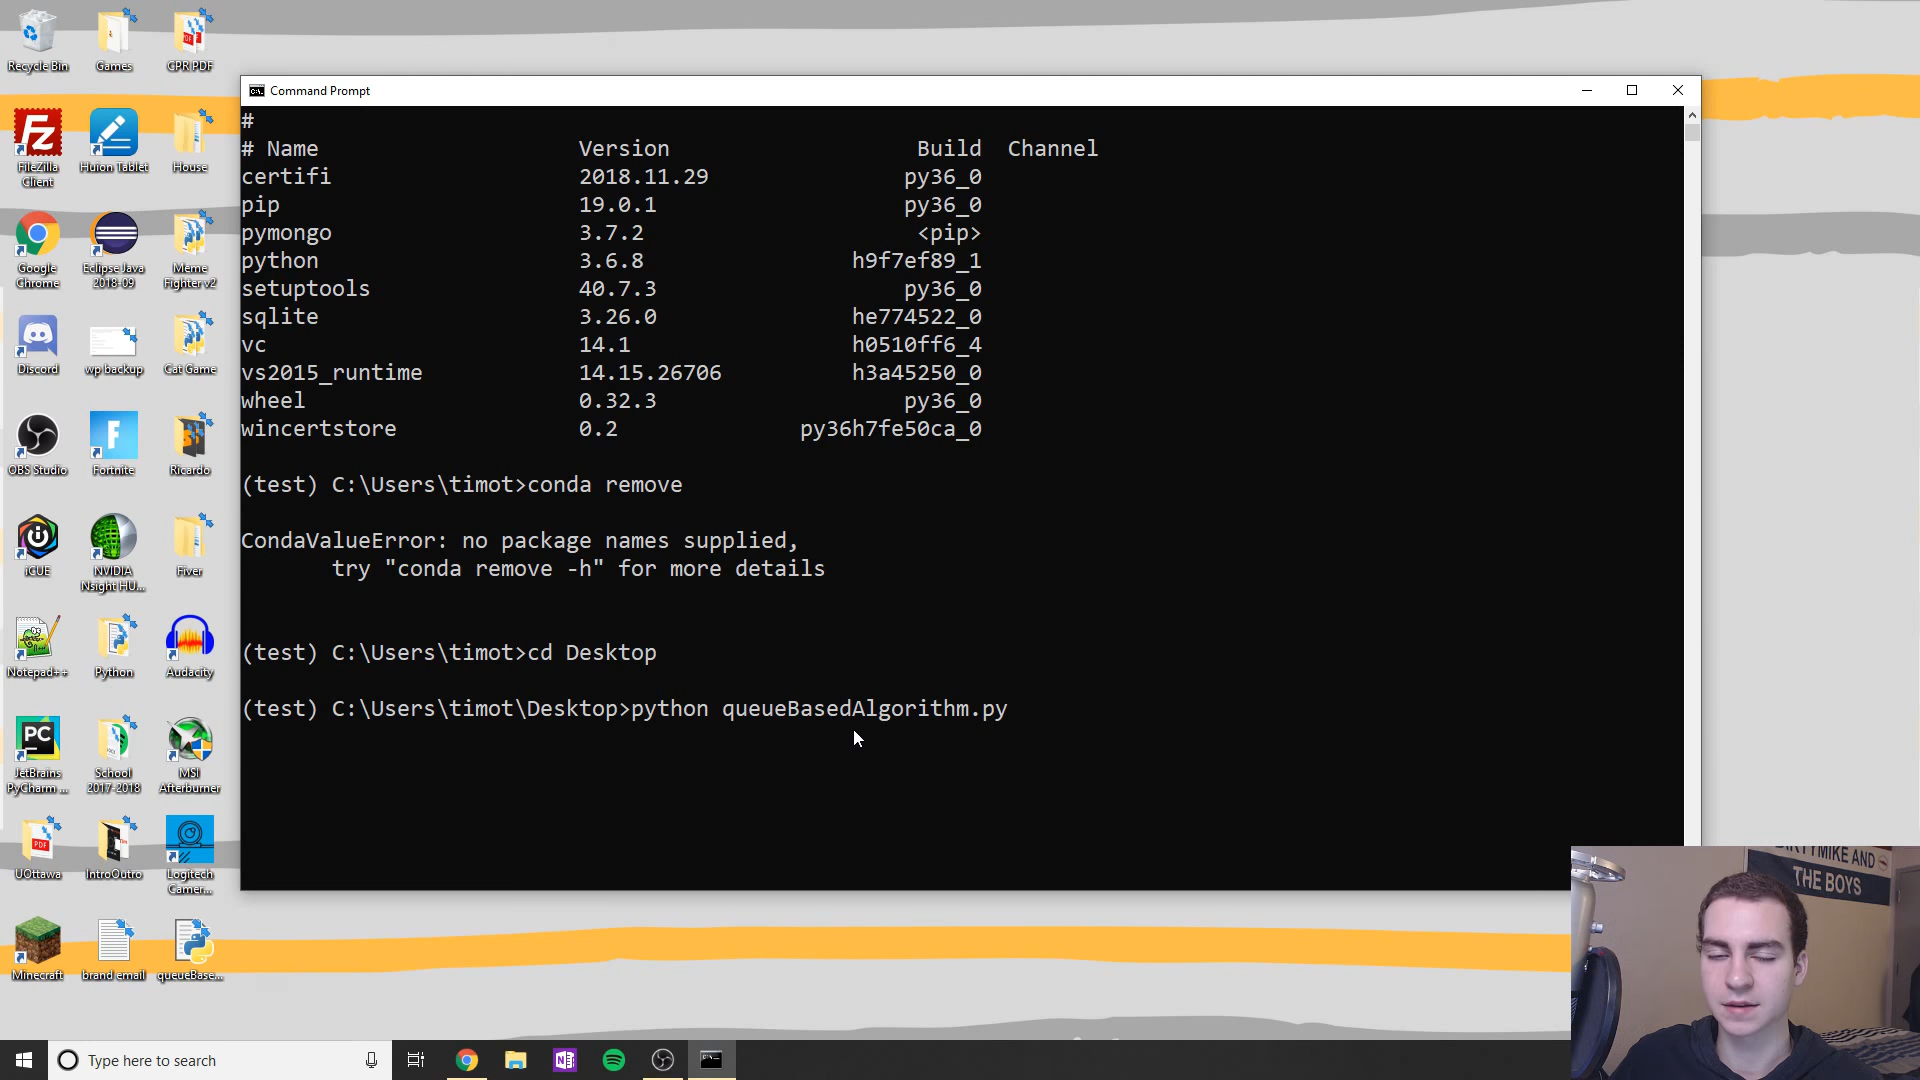 Recycle Bin
Games
CPR PDF
FileZilla Client
Huion Tablet
House
Google Chrome
Eclipse Java 2018-09
Meme Fighter v2
Discord
wp backup
Cat Game
OBS Studio
Fortnite
Ricardo
iCUE
NVIDIA Nsight HU...
Fiver
Notepad++
Python
Audacity
JetBrains PyCharm ...
School 2017-2018
MSI Afterburner
UOttawa
IntroOutro
Logitech Camer...
Minecraft
brand email
queueBase...
Command Prompt
#
# Name Version Build Channel
certifi 2018.11.29 py36_0
pip 19.0.1 py36_0
pymongo 3.7.2 <pip>
python 3.6.8 h9f7ef89_1
setuptools 40.7.3 py36_0
sqlite 3.26.0 he774522_0
vc 14.1 h0510ff6_4
vs2015_runtime 14.15.26706 h3a45250_0
wheel 0.32.3 py36_0
wincertstore 0.2 py36h7fe50ca_0
(test) C:\Users\timot>conda remove
CondaValueError: no package names supplied,
try "conda remove -h" for more details
(test) C:\Users\timot>cd Desktop
(test) C:\Users\timot\Desktop>python queueBasedAlgorithm.py
MIKE AND
THE BOYS
Type here to search